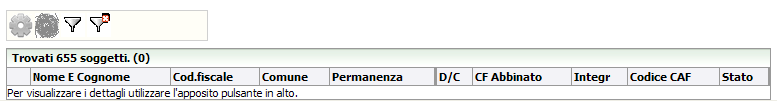 Trovati 655 soggetti. (0)
Nome E Cognome Cod.fiscale Comune Permanenza D/C CF Abbinato Integr Codice CAF Stato
Per visualizzare i dettagli utilizzare l'apposito pulsante in alto.